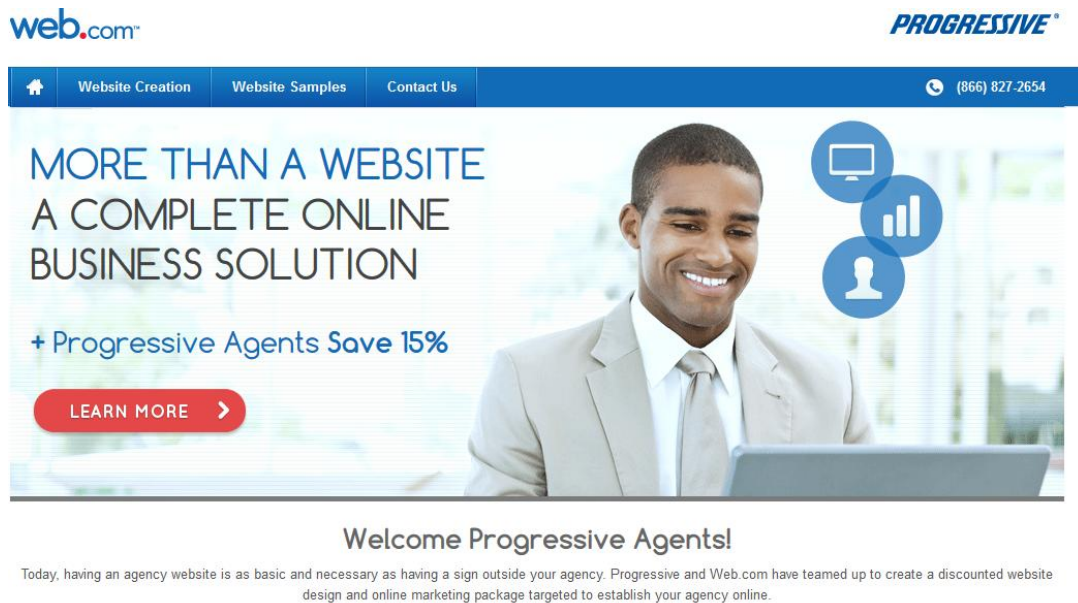 web.com™
PROGRESSIVE®
Website Creation
Website Samples
Contact Us
(866) 827-2654
MORE THAN A WEBSITE
A COMPLETE ONLINE
BUSINESS SOLUTION
+ Progressive Agents Save 15%
LEARN MORE
Welcome Progressive Agents!
Today, having an agency website is as basic and necessary as having a sign outside your agency. Progressive and Web.com have teamed up to create a discounted website
design and online marketing package targeted to establish your agency online.